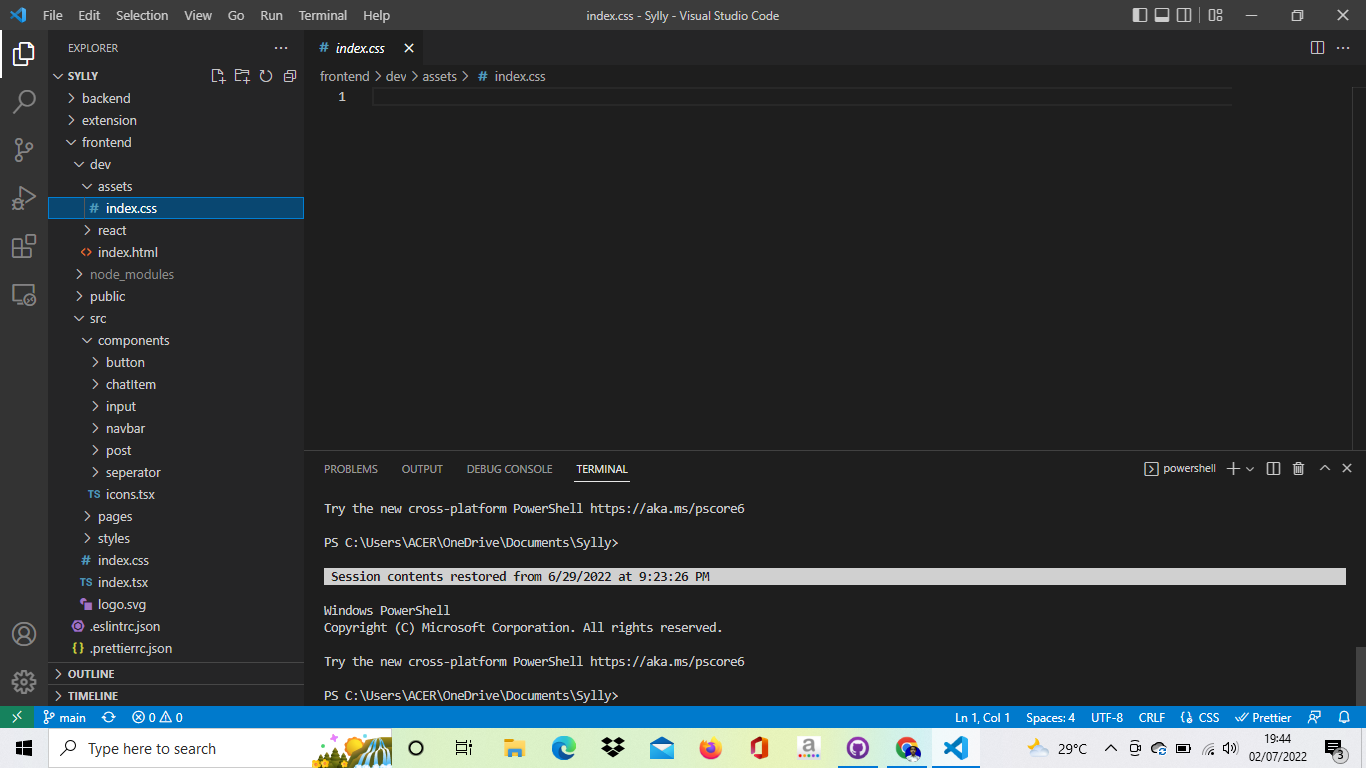 File Edit Selection View Go Run Terminal Help index.css - Sylly - Visual Studio Code
EXPLORER
SYLLY
backend
extension
frontend
dev
assets
# index.css
react
<> index.html
node_modules
public
src
components
button
chatItem
input
navbar
post
seperator
TS icons.tsx
pages
styles
# index.css
TS index.tsx
logo.svg
.eslintrc.json
{} .prettierrc.json
OUTLINE
TIMELINE
# index.css
frontend > dev > assets > # index.css
1
PROBLEMS OUTPUT DEBUG CONSOLE TERMINAL
powershell
Try the new cross-platform PowerShell https://aka.ms/pscore6
PS C:\Users\ACER\OneDrive\Documents\Sylly>
Session contents restored from 6/29/2022 at 9:23:26 PM
Windows PowerShell
Copyright (C) Microsoft Corporation. All rights reserved.
Try the new cross-platform PowerShell https://aka.ms/pscore6
PS C:\Users\ACER\OneDrive\Documents\Sylly>
main 0 0 Ln 1, Col 1 Spaces: 4 UTF-8 CRLF {} CSS Prettier
Type here to search
a
29°C
19:44
02/07/2022
3